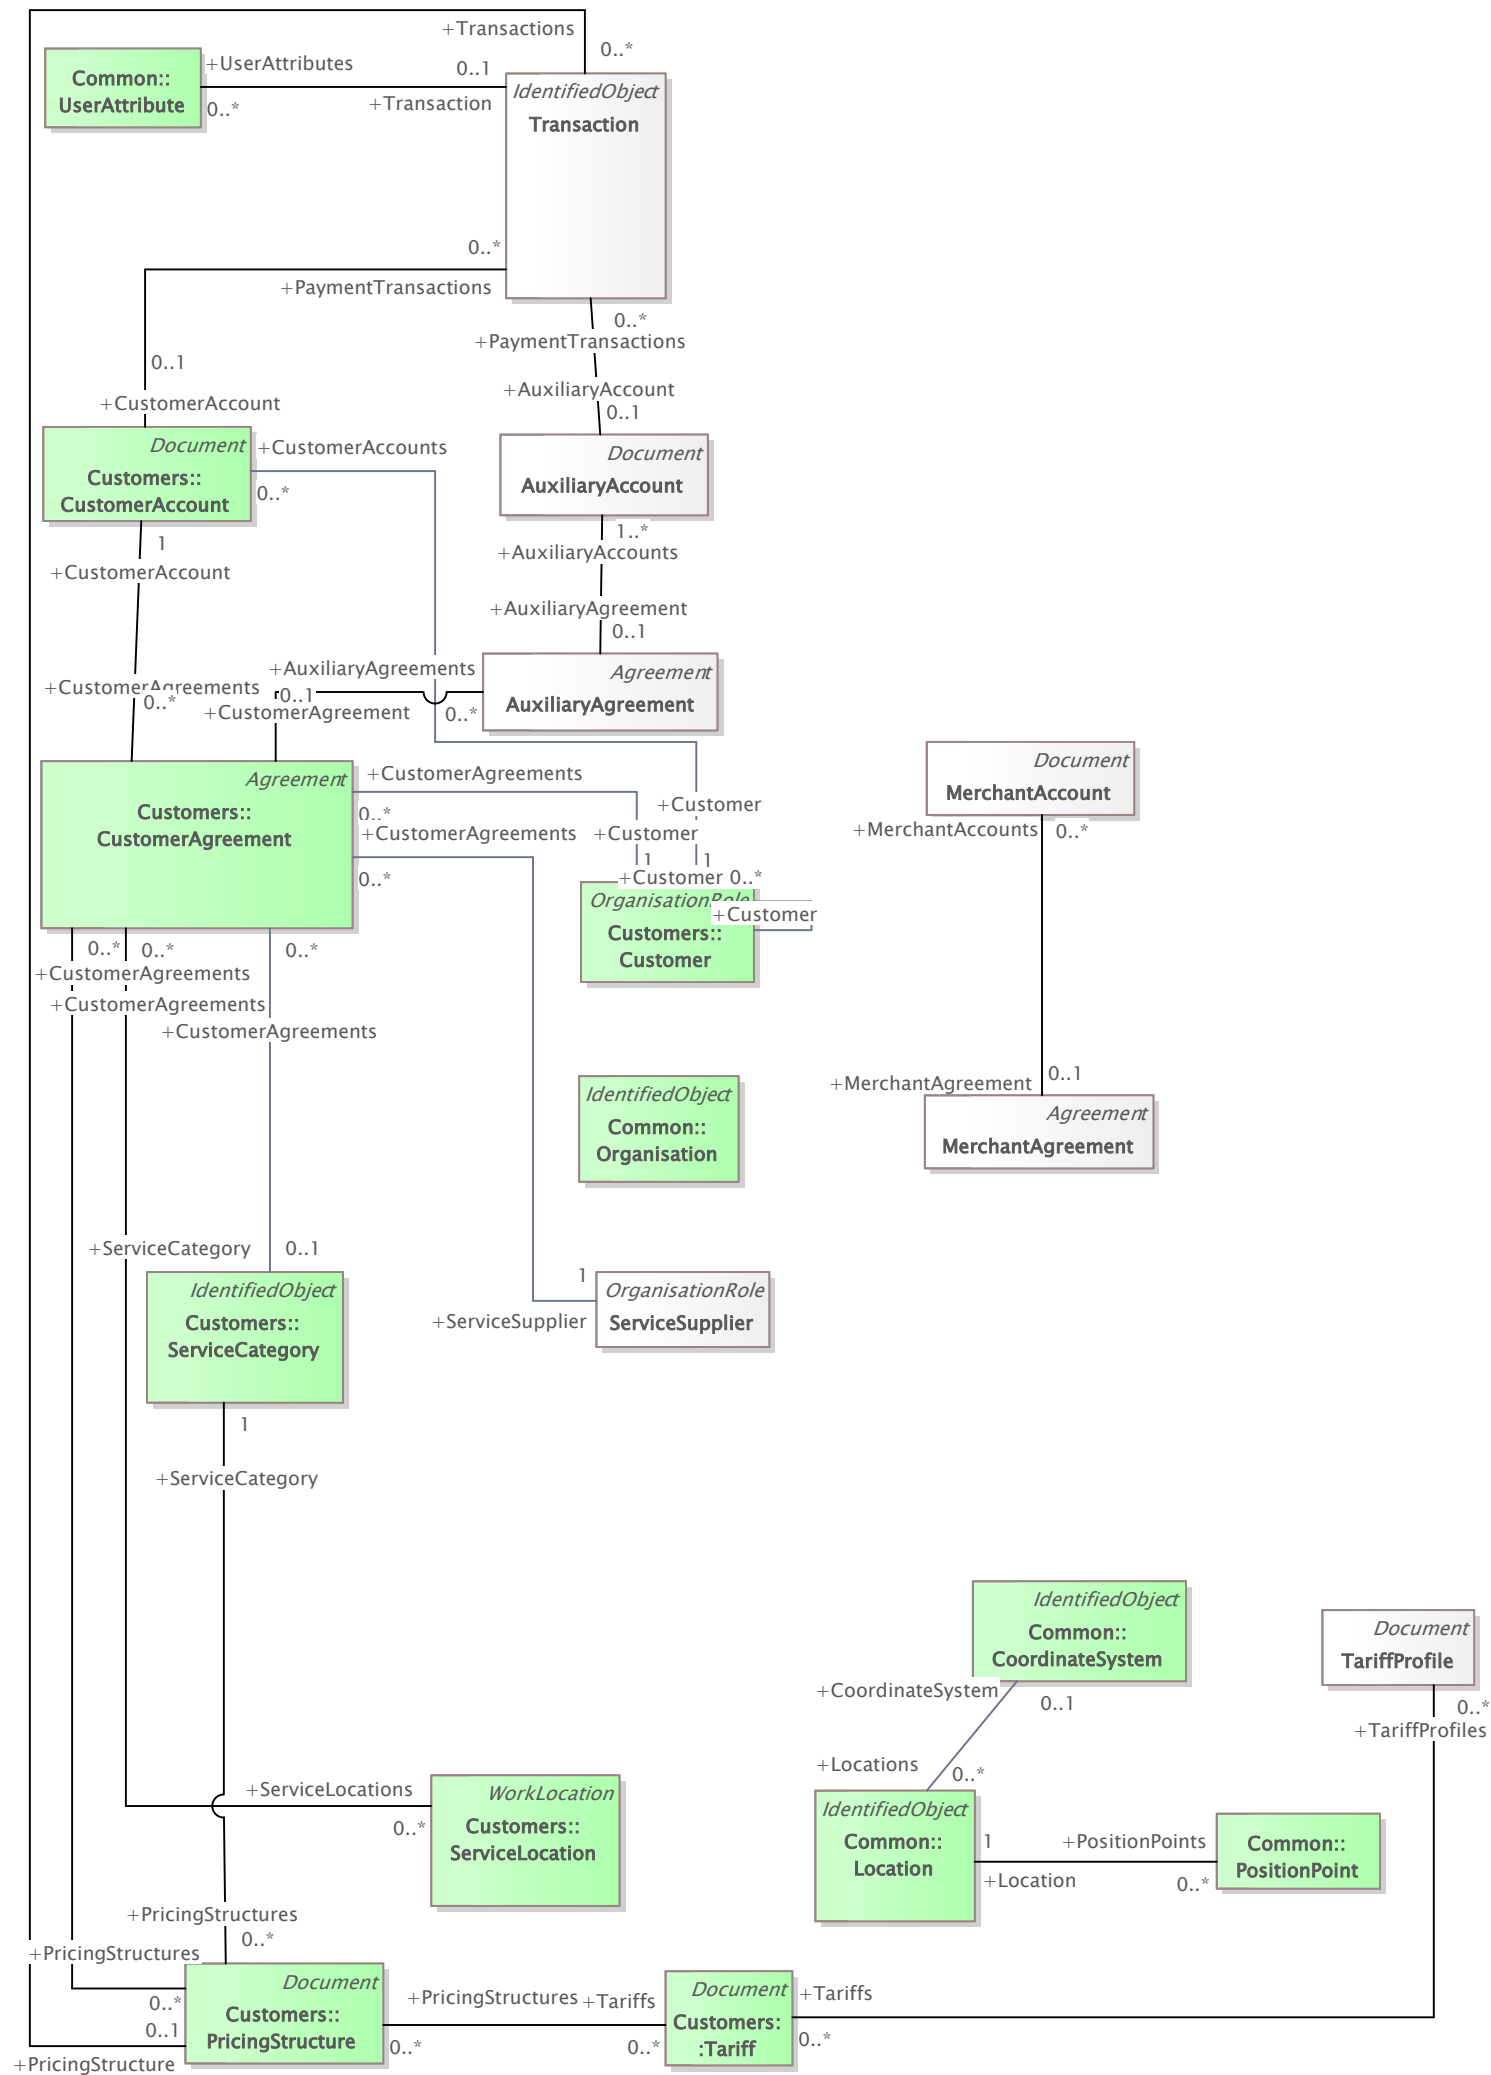 +Transactions
0..*
+UserAttributes
0..1
Common::
UserAttribute
0..*
+Transaction
IdentifiedObject
Transaction
0..*
+PaymentTransactions
0..*
+PaymentTransactions
0..1
+CustomerAccount
+AuxiliaryAccount
0..1
Document
Customers::
CustomerAccount
+CustomerAccounts
0..*
Document
AuxiliaryAccount
1
+CustomerAccount
1..*
+AuxiliaryAccounts
+AuxiliaryAgreement
0..1
+CustomerAgreements
0..*
+AuxiliaryAgreements
0..1
+CustomerAgreement
0..*
Agreement
AuxiliaryAgreement
Agreement
Customers::
CustomerAgreement
+CustomerAgreements
0..*
+CustomerAgreements
0..*
+Customer
1
+Customer
1
+Customer 0..*
OrganisationRole
+Customer
Customers::
Customer
Document
MerchantAccount
+MerchantAccounts
0..*
0..*
0..*
0..*
+CustomerAgreements
+CustomerAgreements
+CustomerAgreements
0..1
+MerchantAgreement
Agreement
MerchantAgreement
IdentifiedObject
Common::
Organisation
+ServiceCategory
0..1
IdentifiedObject
Customers::
ServiceCategory
1
+ServiceSupplier
OrganisationRole
ServiceSupplier
1
+ServiceCategory
IdentifiedObject
Common::
CoordinateSystem
Document
TariffProfile
+CoordinateSystem
0..1
0..*
+TariffProfiles
+Locations
0..*
+ServiceLocations
0..*
WorkLocation
Customers::
ServiceLocation
IdentifiedObject
Common::
Location
1
+Location
+PositionPoints
0..*
Common::
PositionPoint
+PricingStructures
0..*
+PricingStructures
0..*
0..1
+PricingStructure
Document
Customers::
PricingStructure
+PricingStructures
0..*
+Tariffs
0..*
Document
Customers:
:Tariff
+Tariffs
0..*